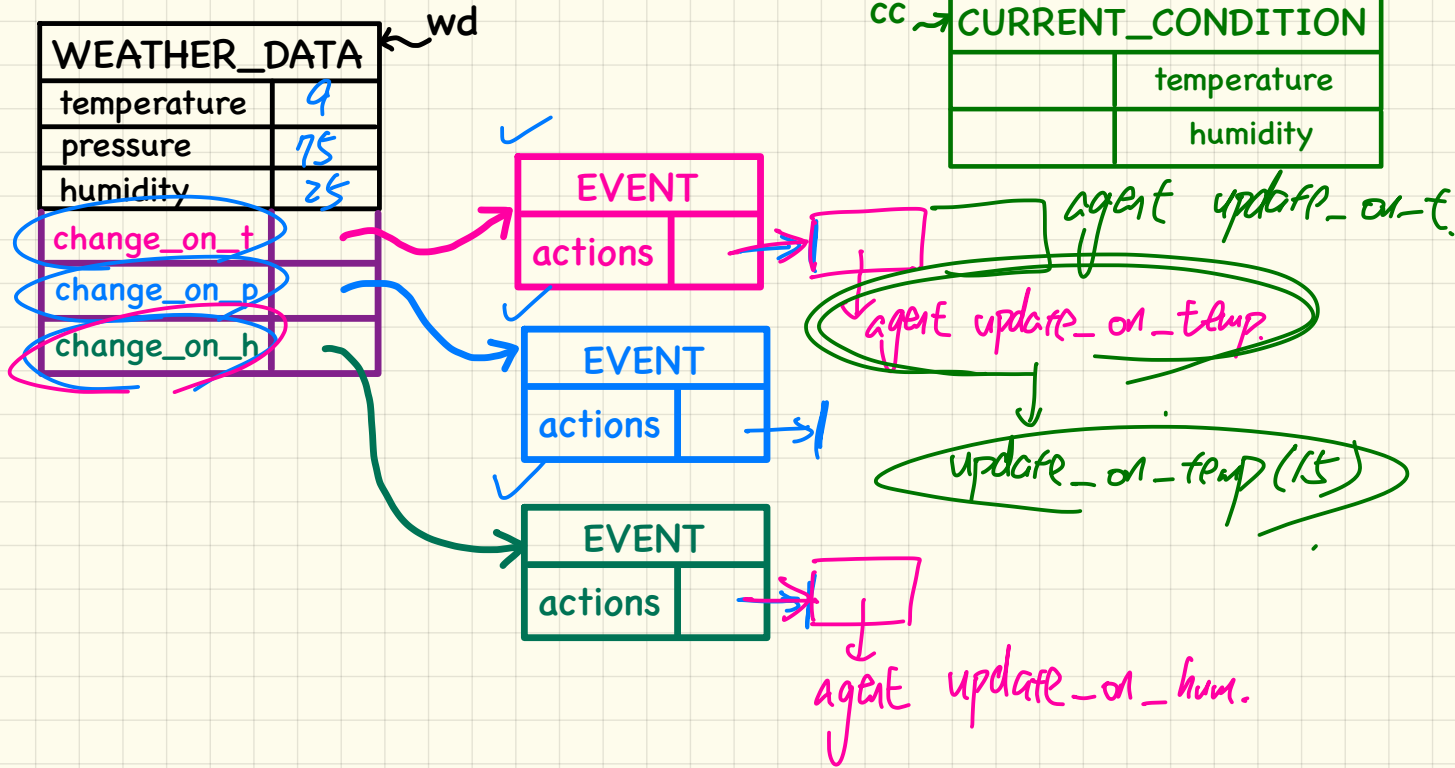 wd
WEATHER_DATA
temperature 9
pressure 75
humidity 25
change_on_t
change_on_p
change_on_h
EVENT
actions
EVENT
actions
EVENT
actions
cc
CURRENT_CONDITION
temperature
humidity
agent update_on_t.
agent update_on_temp.
update_on_temp(15)
agent update_on_hum.